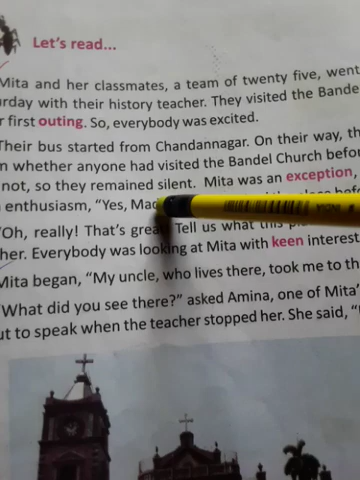 Let's read...
Mita and her classmates, a team of twenty five, went
urday with their history teacher. They visited the Bande
r first outing. So, everybody was excited.
Their bus started from Chandannagar. On their way, th
m whether anyone had visited the Bandel Church befo
not, so they remained silent. Mita was an exception,
enthusiasm, "Yes, Mad
"Oh, really! That's great Tell us what this
her. Everybody was looking at Mita with keen interest
Mita began, "My uncle, who lives there, took me to th
"What did you see there?" asked Amina, one of Mita'
ut to speak when the teacher stopped her. She said, "